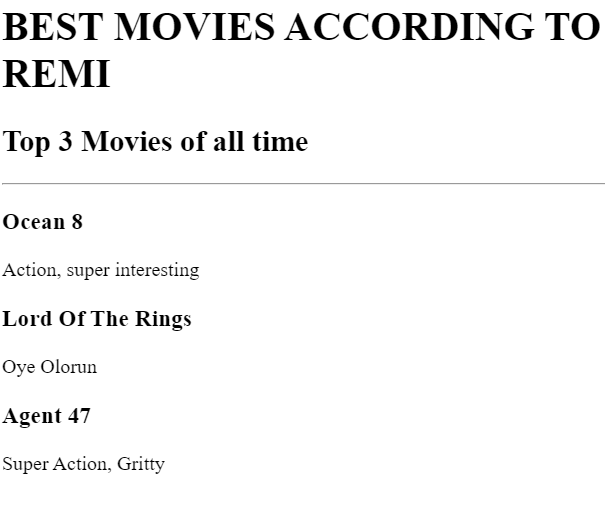 BEST MOVIES ACCORDING TO
REMI
Top 3 Movies of all time
Ocean 8
Action, super interesting
Lord Of The Rings
Oye Olorun
Agent 47
Super Action, Gritty